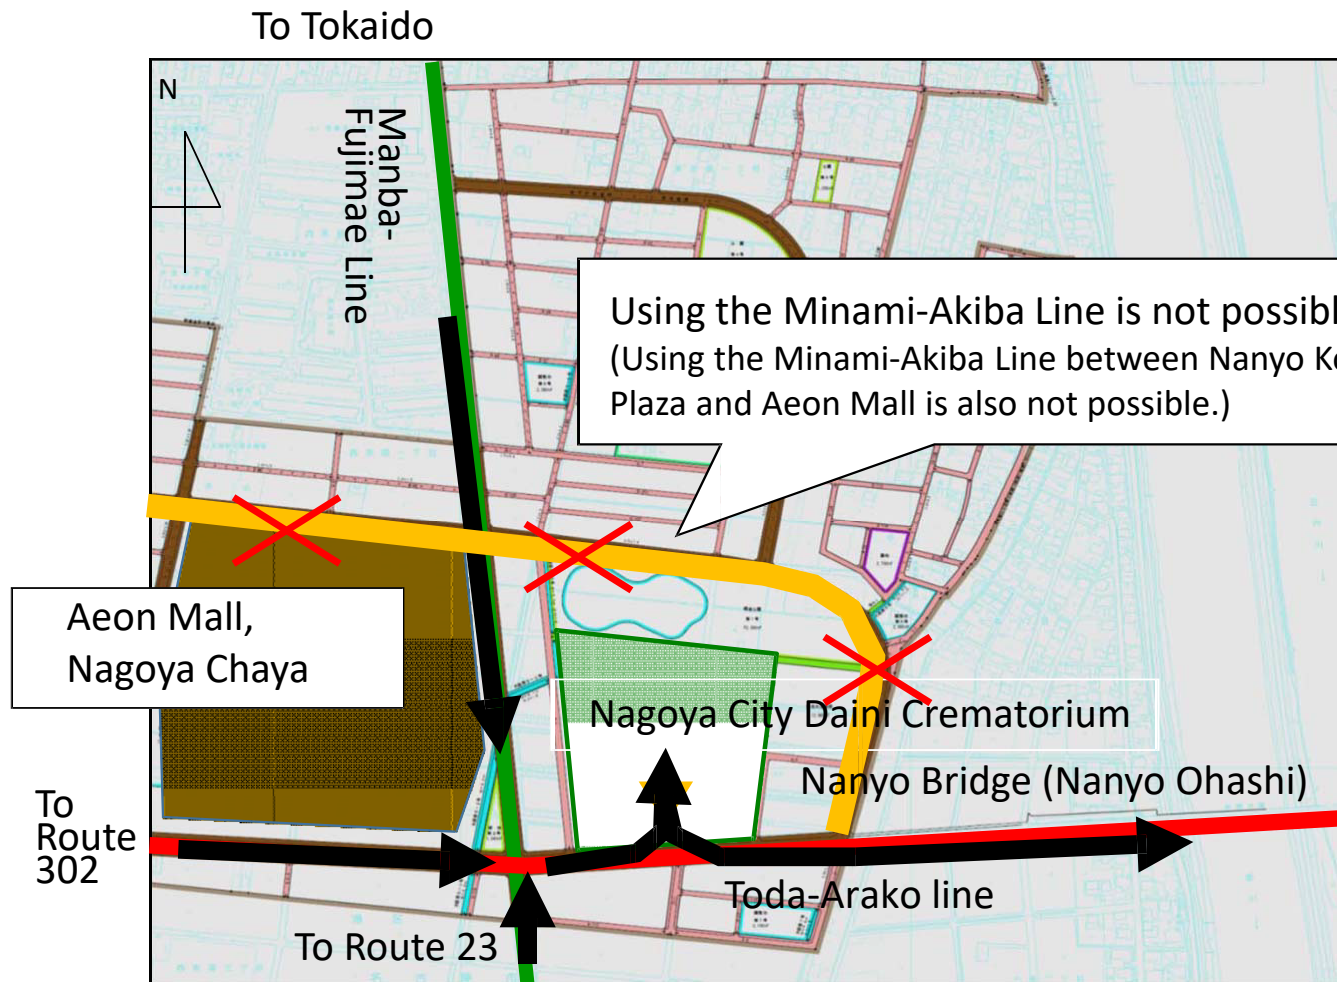 To Tokaido
N
Manba-
Fujimae Line
Using the Minami-Akiba Line is not possibl
(Using the Minami-Akiba Line between Nanyo K
Plaza and Aeon Mall is also not possible.)
Aeon Mall,
Nagoya Chaya
Nagoya City Daini Crematorium
Nanyo Bridge (Nanyo Ohashi)
To
Route
302
Toda-Arako line
To Route 23